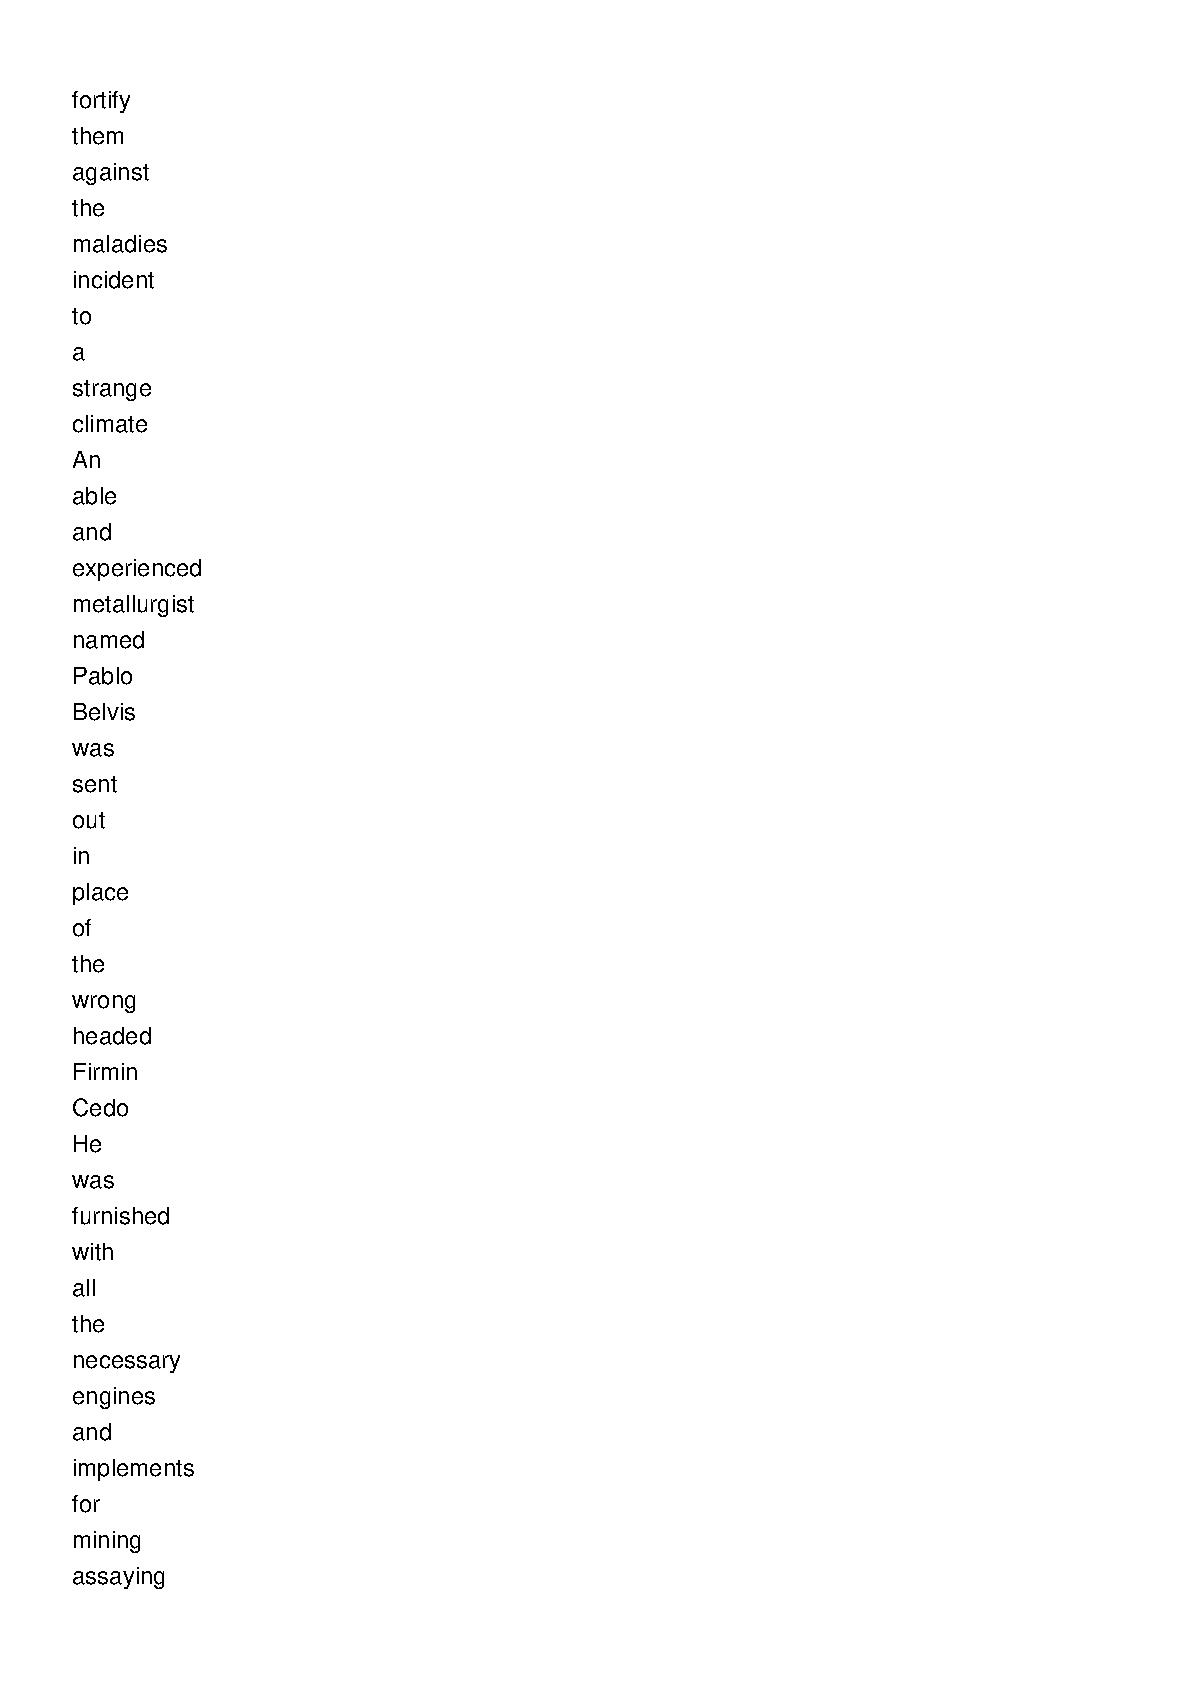 fortify
them
against
the
maladies
incident
to
a
strange
climate
An
able
and
experienced
metallurgist
named
Pablo
Belvis
was
sent
out
in
place
of
the
wrong
headed
Firmin
Cedo
He
was
furnished
with
all
the
necessary
engines
and
implements
for
mining
assaying